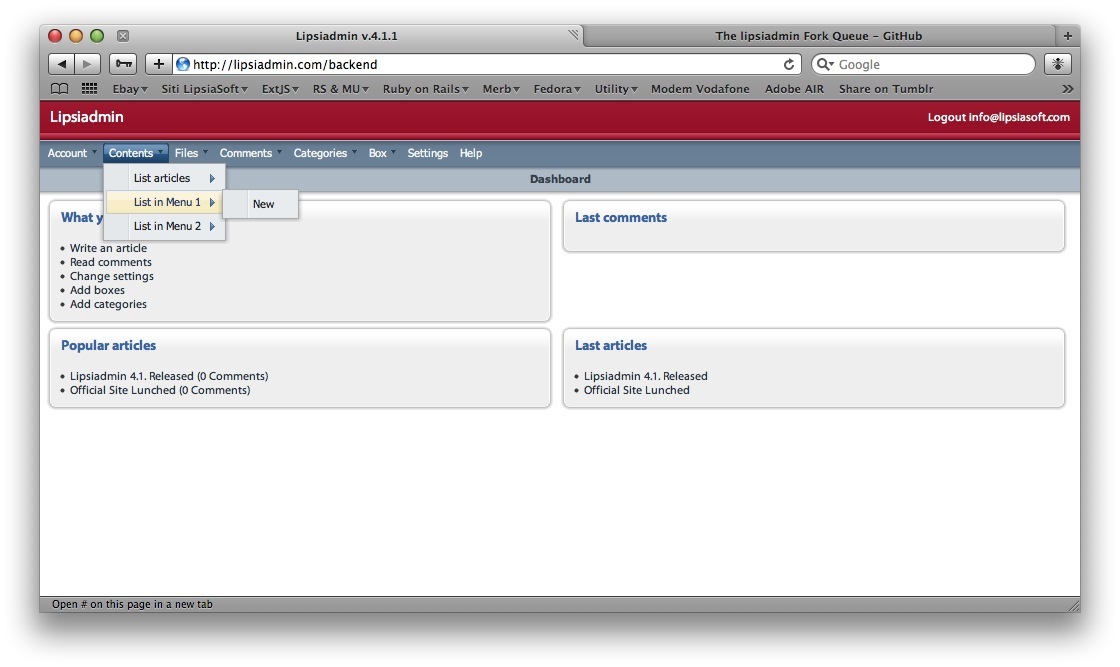 Lipsiadmin v.4.1.1
The lipsiadmin Fork Queue – GitHub
http://lipsiadmin.com/backend
Google
Ebay Siti LipsiaSoft ExtJS RS & MU Ruby on Rails Merb Fedora Utility Modem Vodafone Adobe AIR Share on Tumblr
Lipsiadmin
Logout info@lipsiasoft.com
Account Contents Files Comments Categories Box Settings Help
Dashboard
List articles
List in Menu 1
New
List in Menu 2
What y
Write an article
Read comments
Change settings
Add boxes
Add categories
Last comments
Popular articles
Lipsiadmin 4.1. Released (0 Comments)
Official Site Lunched (0 Comments)
Last articles
Lipsiadmin 4.1. Released
Official Site Lunched
Open # on this page in a new tab